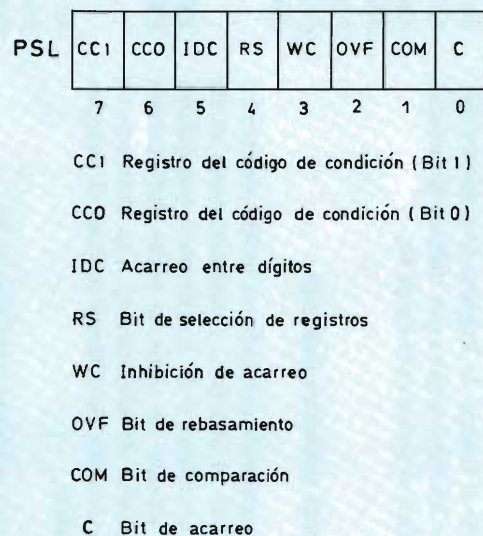 PSL CC1 CC0 IDC RS WC OVF COM C
7 6 5 4 3 2 1 0
CC1 Registro del código de condición (Bit 1)
CC0 Registro del código de condición (Bit 0)
IDC Acarreo entre dígitos
RS Bit de selección de registros
WC Inhibición de acarreo
OVF Bit de rebasamiento
COM Bit de comparación
C Bit de acarreo